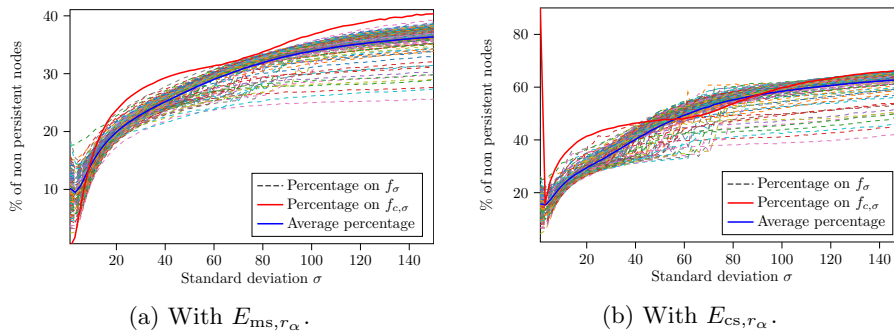 40
30
20
10
% of non persistent nodes
Percentage on f_σ
Percentage on f_{c,σ}
Average percentage
20 40 60 80 100 120 140
Standard deviation σ
(a) With E_{ms,r_α}.
80
60
40
20
% of non persistent nodes
Percentage on f_σ
Percentage on f_{c,σ}
Average percentage
20 40 60 80 100 120 140
Standard deviation σ
(b) With E_{cs,r_α}.